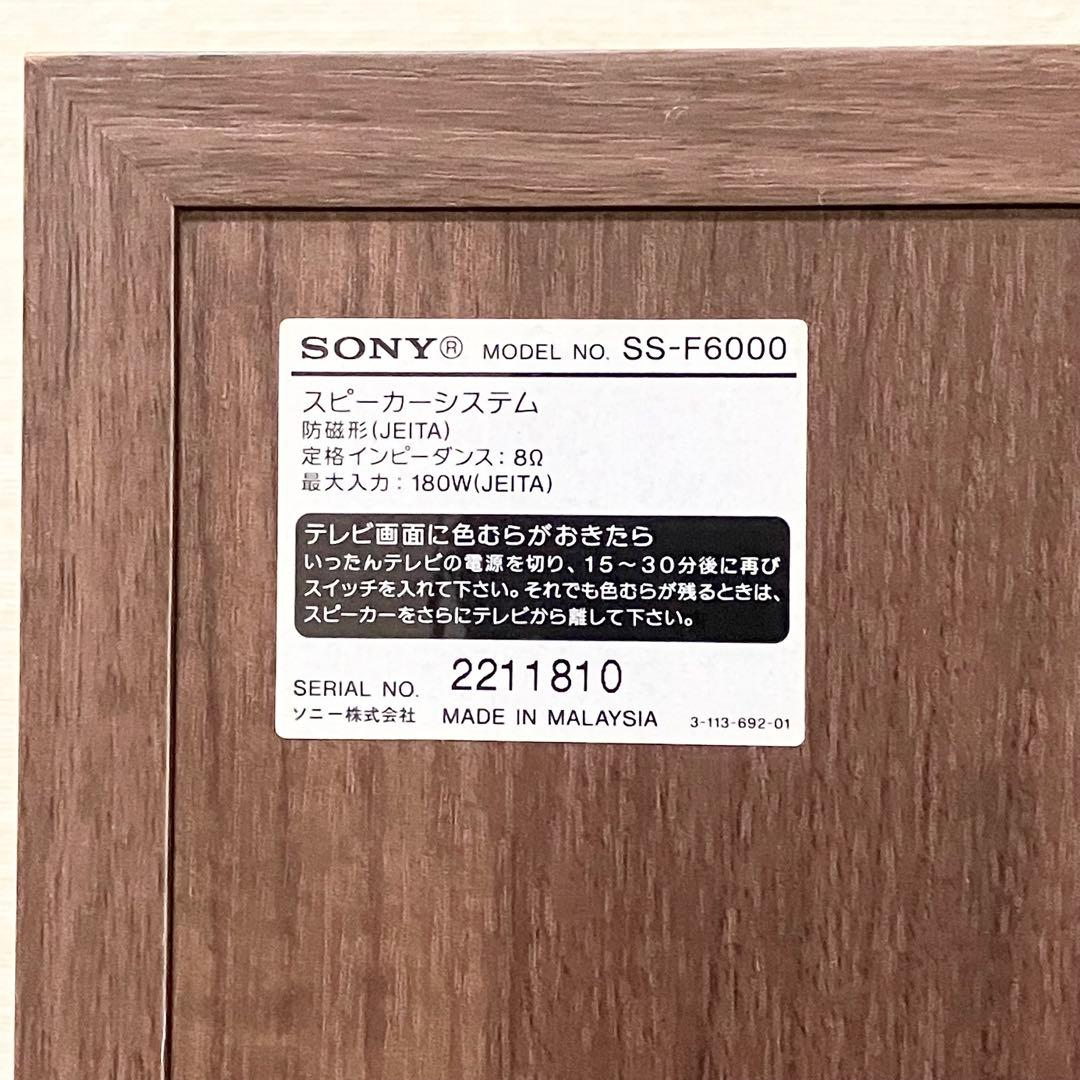 SONY® MODEL NO. SS-F6000
スピーカーシステム
防磁形(JEITA)
定格インピーダンス：8Ω
最大入力：180W(JEITA)
テレビ画面に色むらがおきたら
いったんテレビの電源を切り、15～30分後に再び
スイッチを入れて下さい。それでも色むらが残るときは、
スピーカーをさらにテレビから離して下さい。
SERIAL NO. 2211810
ソニー株式会社 MADE IN MALAYSIA 3-113-692-01